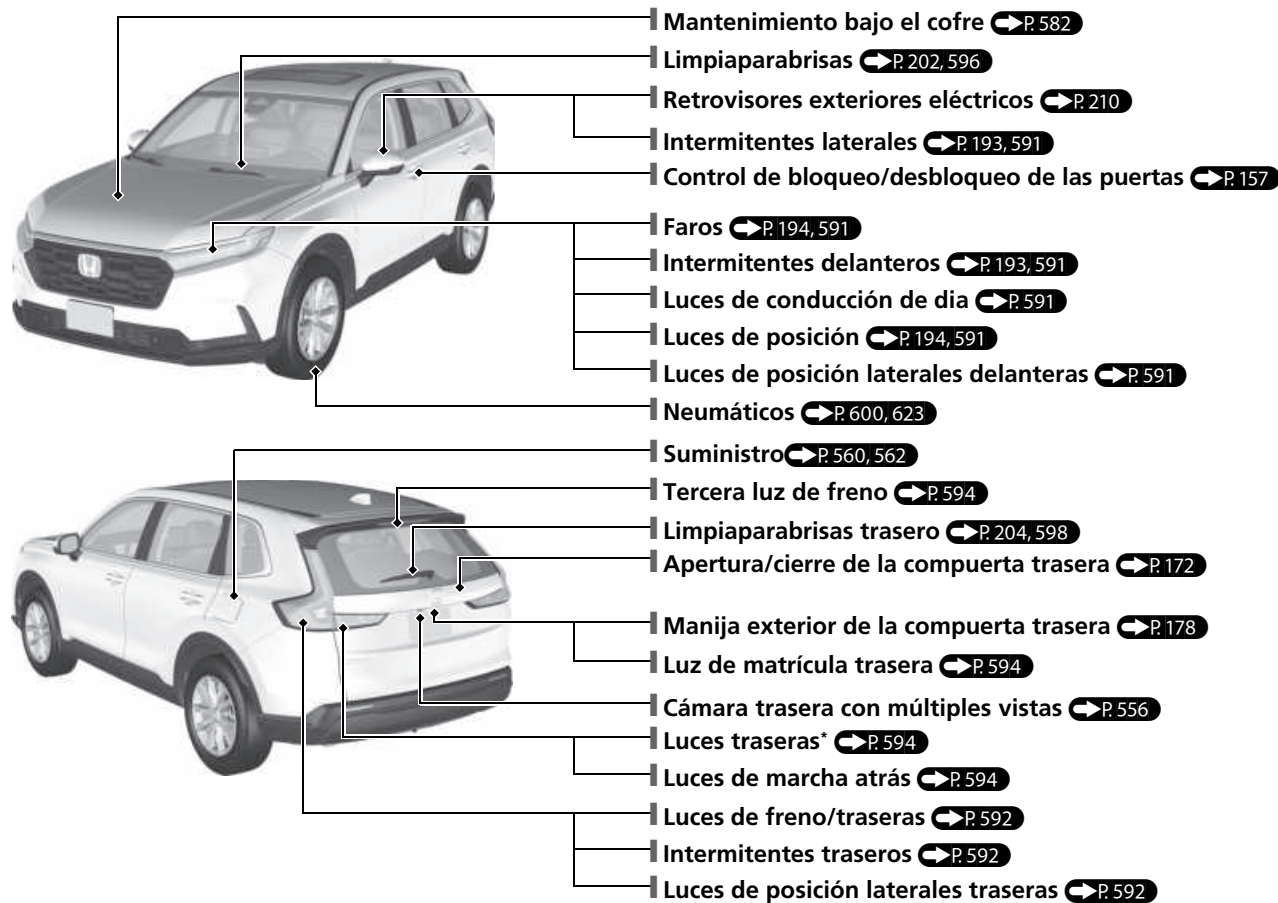 Mantenimiento bajo el cofre P. 582
Limpiaparabrisas P. 202, 596
Retrovisores exteriores eléctricos P. 210
Intermitentes laterales P. 193, 591
Control de bloqueo/desbloqueo de las puertas P. 157
Faros P. 194, 591
Intermitentes delanteros P. 193, 591
Luces de conducción de dia P. 591
Luces de posición P. 194, 591
Luces de posición laterales delanteras P. 591
Neumáticos P. 600, 623
Suministro P. 560, 562
Tercera luz de freno P. 594
Limpiaparabrisas trasero P. 204, 598
Apertura/cierre de la compuerta trasera P. 172
Manija exterior de la compuerta trasera P. 178
Luz de matrícula trasera P. 594
Cámara trasera con múltiples vistas P. 556
Luces traseras* P. 594
Luces de marcha atrás P. 594
Luces de freno/traseras P. 592
Intermitentes traseros P. 592
Luces de posición laterales traseras P. 592